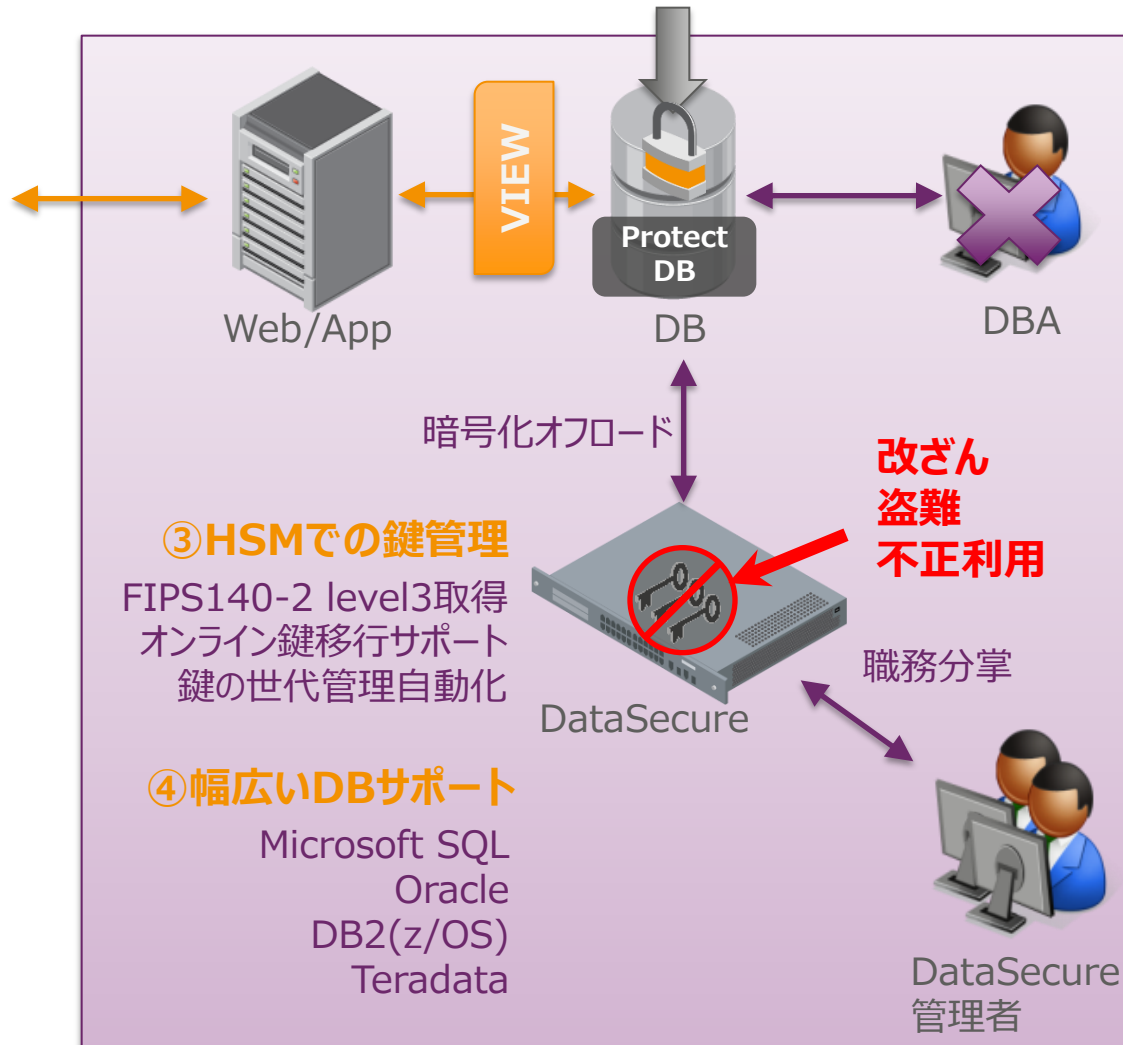 VIEW
Protect
DB
Web/App
DB
DBA
暗号化オフロード
改ざん
盗難
不正利用
③HSMでの鍵管理
FIPS140-2 level3取得
オンライン鍵移行サポート
鍵の世代管理自動化
職務分掌
DataSecure
④幅広いDBサポート
Microsoft SQL
Oracle
DB2(z/OS)
Teradata
DataSecure
管理者